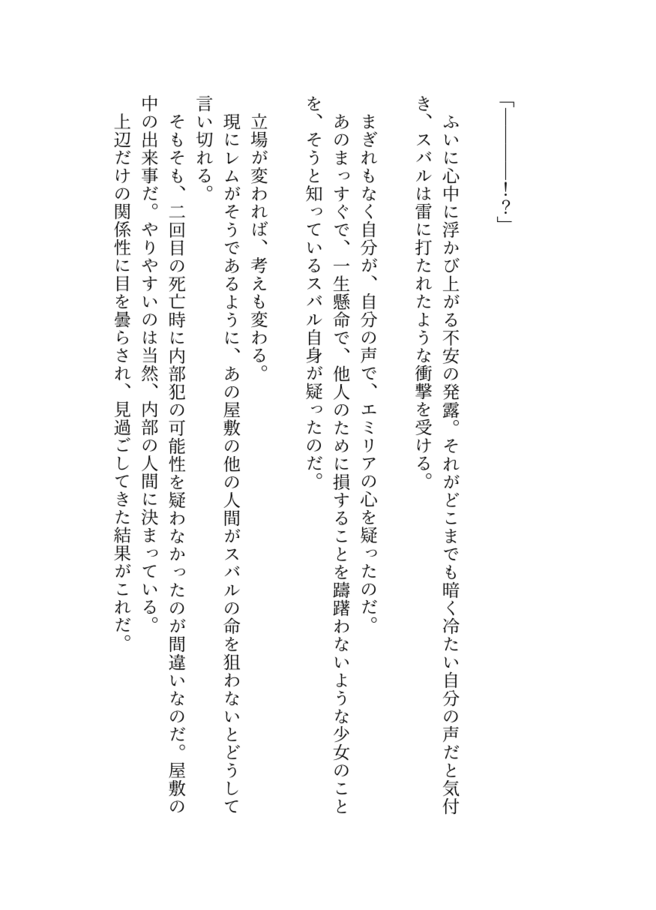 「――――！？」
　ふいに心中に浮かび上がる不安の発露。それがどこまでも暗く冷たい自分の声だと気付
き、スバルは雷に打たれたような衝撃を受ける。
　まぎれもなく自分が、自分の声で、エミリアの心を疑ったのだ。
　あのまっすぐで、一生懸命で、他人のために損することを躊躇わないような少女のこと
を、そうと知っているスバル自身が疑ったのだ。
　立場が変われば、考えも変わる。
　現にレムがそうであるように、あの屋敷の他の人間がスバルの命を狙わないとどうして
言い切れる。
　そもそも、二回目の死亡時に内部犯の可能性を疑わなかったのが間違いなのだ。屋敷の
中の出来事だ。やりやすいのは当然、内部の人間に決まっている。
　上辺だけの関係性に目を曇らされ、見過ごしてきた結果がこれだ。